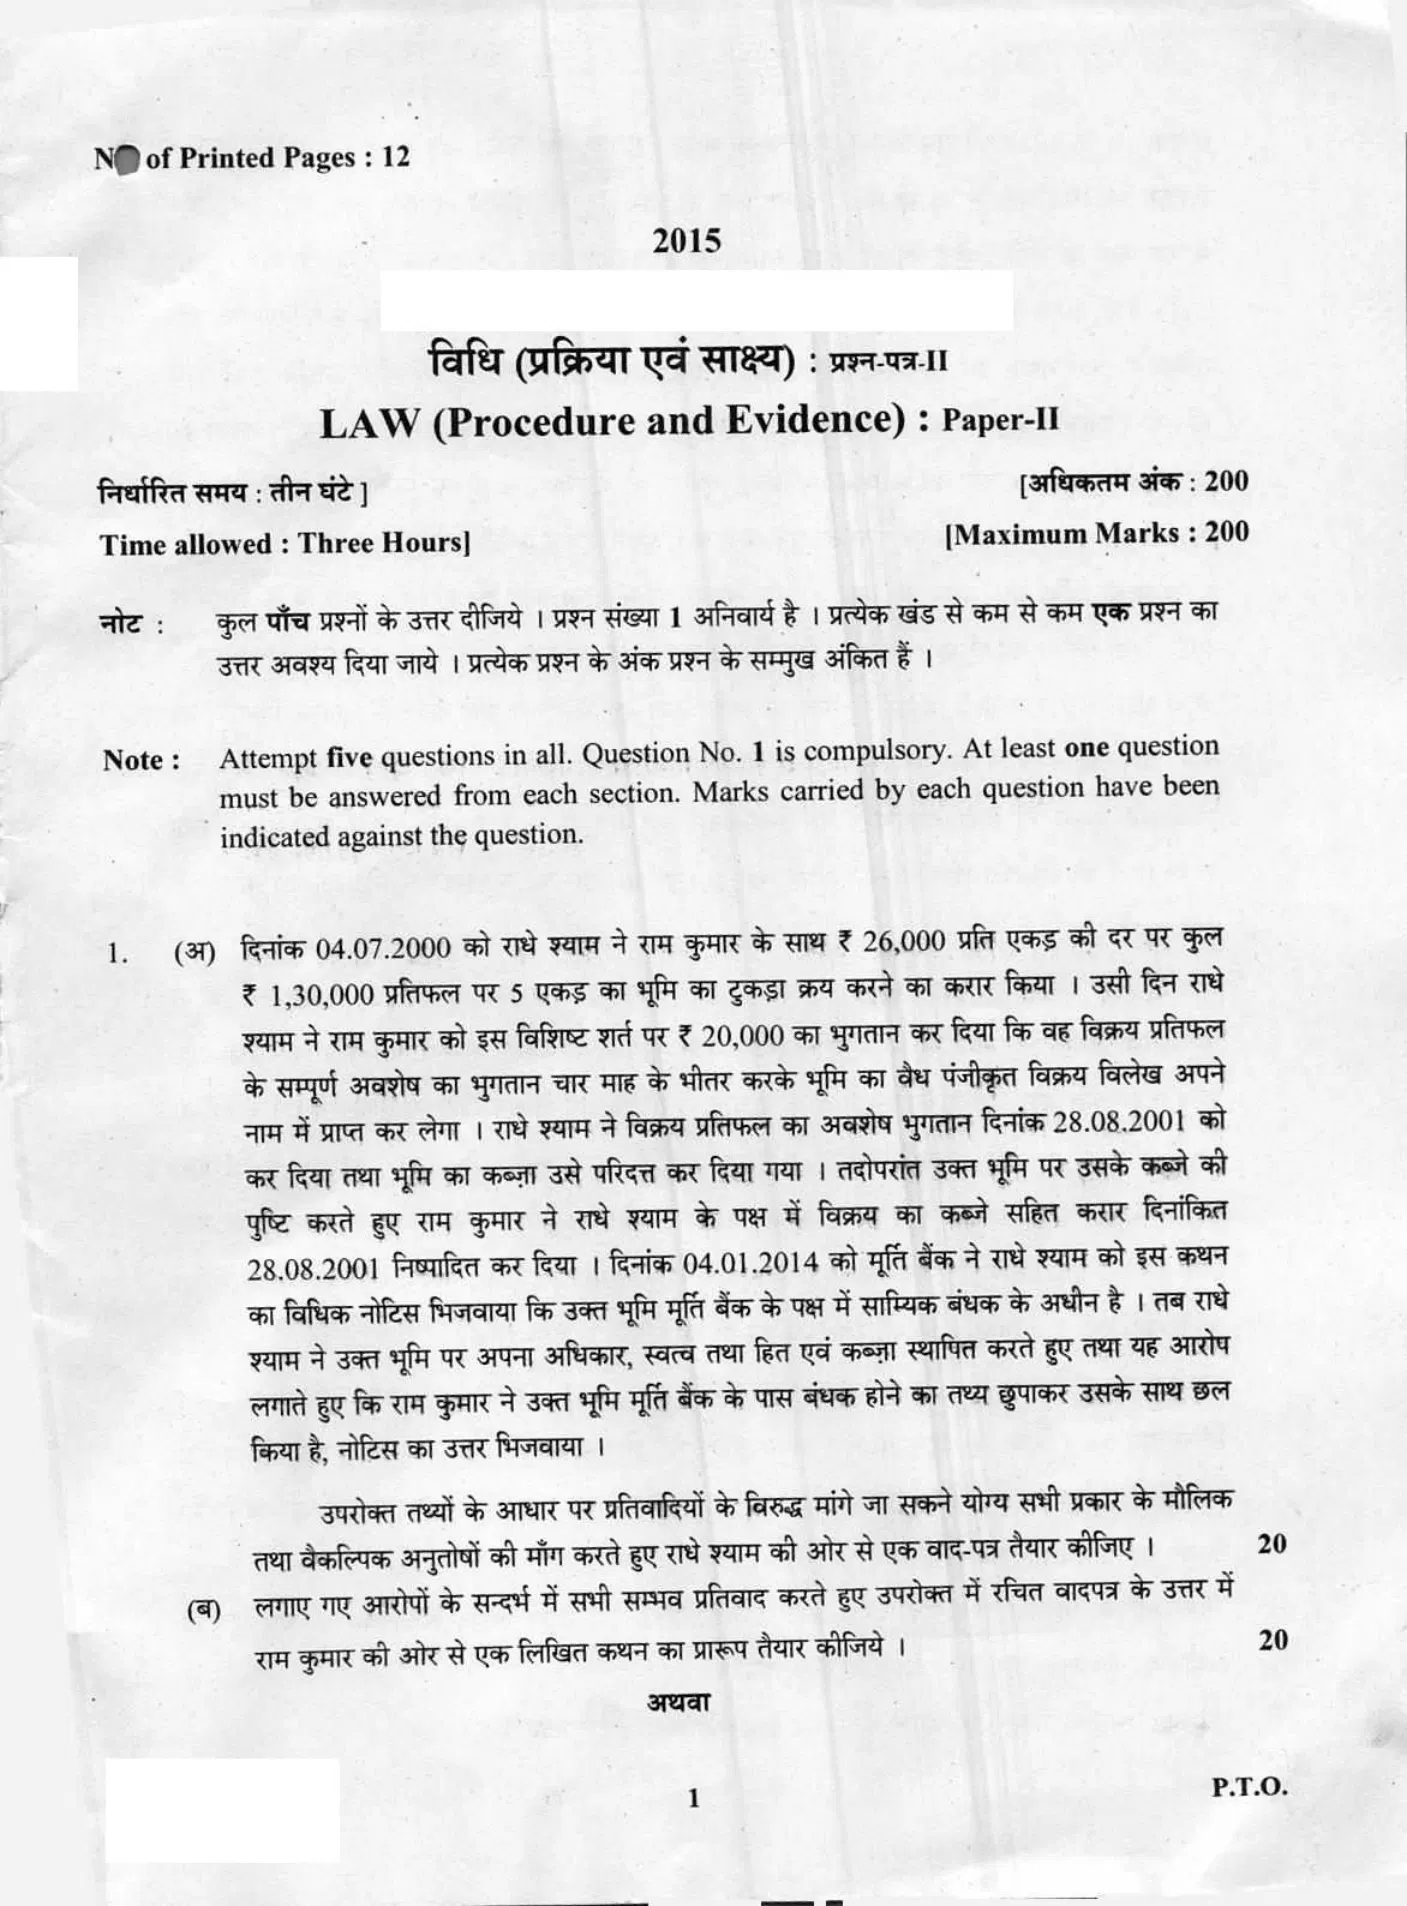 of Printed Pages : 12
2015
विधि (प्रक्रिया एवं साक्ष्य) : प्रश्न-पत्र-II
LAW (Procedure and Evidence) : Paper-II
निर्धारित समय : तीन घंटे ]
[अधिकतम अंक : 200
Time allowed : Three Hours]
[Maximum Marks : 200
नोट : कुल पाँच प्रश्नों के उत्तर दीजिये । प्रश्न संख्या 1 अनिवार्य है । प्रत्येक खंड से कम से कम एक प्रश्न का
उत्तर अवश्य दिया जाये । प्रत्येक प्रश्न के अंक प्रश्न के सम्मुख अंकित हैं ।
Note : Attempt five questions in all. Question No. 1 is compulsory. At least one question
must be answered from each section. Marks carried by each question have been
indicated against the question.
1. (अ) दिनांक 04.07.2000 को राधे श्याम ने राम कुमार के साथ ₹ 26,000 प्रति एकड़ की दर पर कुल
₹ 1,30,000 प्रतिफल पर 5 एकड़ का भूमि का टुकड़ा क्रय करने का करार किया । उसी दिन राधे
श्याम ने राम कुमार को इस विशिष्ट शर्त पर ₹ 20,000 का भुगतान कर दिया कि वह विक्रय प्रतिफल
के सम्पूर्ण अवशेष का भुगतान चार माह के भीतर करके भूमि का वैध पंजीकृत विक्रय विलेख अपने
नाम में प्राप्त कर लेगा । राधे श्याम ने विक्रय प्रतिफल का अवशेष भुगतान दिनांक 28.08.2001 को
कर दिया तथा भूमि का कब्ज़ा उसे परिदत्त कर दिया गया । तदोपरांत उक्त भूमि पर उसके कब्जे की
पुष्टि करते हुए राम कुमार ने राधे श्याम के पक्ष में विक्रय का कब्जे सहित करार दिनांकित
28.08.2001 निष्पादित कर दिया । दिनांक 04.01.2014 को मूर्ति बैंक ने राधे श्याम को इस कथन
का विधिक नोटिस भिजवाया कि उक्त भूमि मूर्ति बैंक के पक्ष में साम्यिक बंधक के अधीन है । तब राधे
श्याम ने उक्त भूमि पर अपना अधिकार, स्वत्व तथा हित एवं कब्ज़ा स्थापित करते हुए तथा यह आरोप
लगाते हुए कि राम कुमार ने उक्त भूमि मूर्ति बैंक के पास बंधक होने का तथ्य छुपाकर उसके साथ छल
किया है, नोटिस का उत्तर भिजवाया ।
उपरोक्त तथ्यों के आधार पर प्रतिवादियों के विरुद्ध मांगे जा सकने योग्य सभी प्रकार के मौलिक
तथा वैकल्पिक अनुतोषों की माँग करते हुए राधे श्याम की ओर से एक वाद-पत्र तैयार कीजिए । 20
(ब) लगाए गए आरोपों के सन्दर्भ में सभी सम्भव प्रतिवाद करते हुए उपरोक्त में रचित वादपत्र के उत्तर में
राम कुमार की ओर से एक लिखित कथन का प्रारूप तैयार कीजिये । 20
अथवा
1
P.T.O.